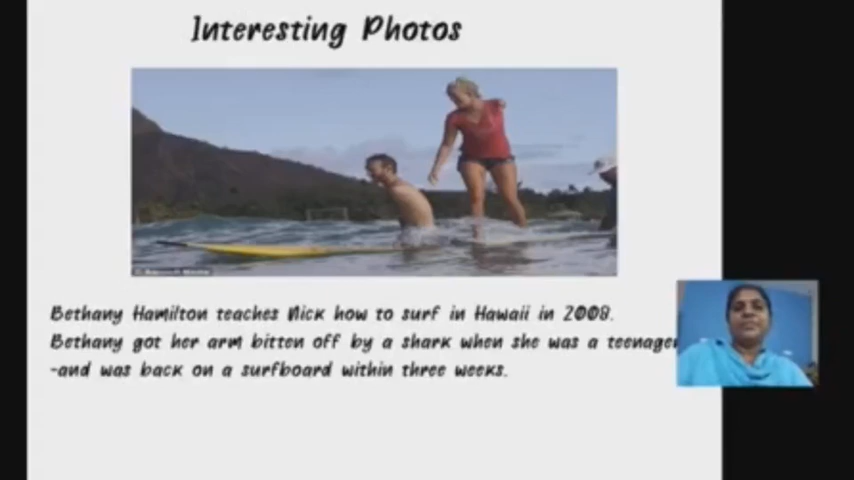 Interesting Photos
Bethany Hamilton teaches Nick how to surf in Hawaii in 2008.
Bethany got her arm bitten off by a shark when she was a teenager
-and was back on a surfboard within three weeks.